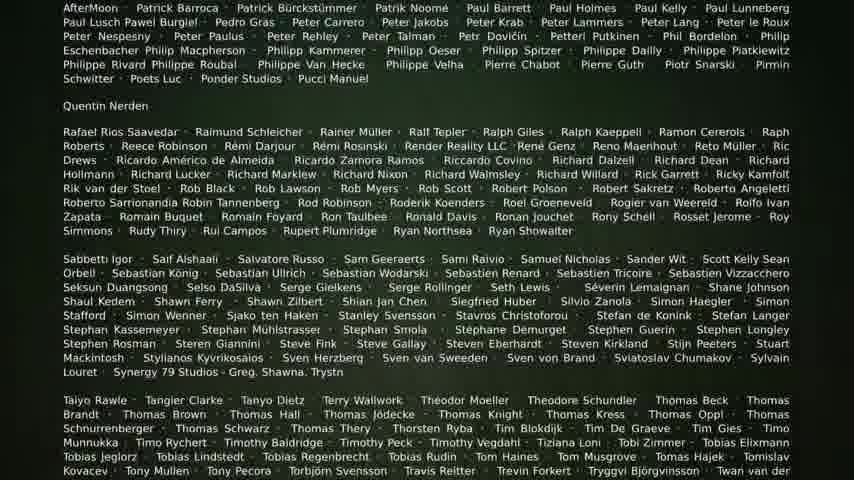 AfterMoon · Patrick Barroca · Patrick Bürckstümmer · Patrik Noome · Paul Barrett · Paul Holmes · Paul Kelly · Paul Lunneberg
Paul Lusch Pawel Burgiel · Pedro Gras · Peter Carrero · Peter Jakobs · Peter Krab · Peter Lammers · Peter Lang · Peter le Roux
Peter Nespesny · Peter Paulus · Peter Rehley · Peter Talman · Petr Dovičín · Petteri Putkinen · Phil Bordelon · Philip
Eschenbacher Philip Macpherson · Philipp Kammerer · Philipp Oeser · Philipp Spitzer · Philippe Dailly · Philippe Piatkiewitz
Philippe Rivard Philippe Roubal · Philippe Van Hecke · Philippe Velha · Pierre Chabot · Pierre Guth · Piotr Snarski · Pirmin
Schwitter · Poets Luc · Ponder Studios · Pucci Manuel
Quentin Nerden
Rafael Rios Saavedar · Raimund Schleicher · Rainer Müller · Ralf Tepler · Ralph Giles · Ralph Kaeppell · Ramon Cererols · Raph
Roberts · Reece Robinson · Rémi Darjour · Rémi Rosinski · Render Reality LLC · René Genz · Reno Maenhout · Reto Müller · Ric
Drews · Ricardo Américo de Almeida · Ricardo Zamora Ramos · Riccardo Covino · Richard Dalzell · Richard Dean · Richard
Hollmann · Richard Lucker · Richard Marklew · Richard Nixon · Richard Walmsley · Richard Willard · Rick Garrett · Ricky Kamfolt
Rik van der Stoel · Rob Black · Rob Lawson · Rob Myers · Rob Scott · Robert Polson · Robert Sakretz · Roberto Angeletti
Roberto Sarrionandia Robin Tannenberg · Rod Robinson · Roderik Koenders · Roel Groeneveld · Rogier van Weereld · Rolfo Ivan
Zapata · Romain Buquet · Romain Foyard · Ron Taulbee · Ronald Davis · Ronan Jouchet · Rony Schell · Rosset Jerome · Roy
Simmons · Rudy Thiry · Rui Campos · Rupert Plumridge · Ryan Northsea · Ryan Showalter
Sabbetti Igor · Saif Alshaali · Salvatore Russo · Sam Geeraerts · Sami Raivio · Samuel Nicholas · Sander Wit · Scott Kelly Sean
Orbell · Sebastian König · Sebastian Ullrich · Sebastian Wodarski · Sebastien Renard · Sebastien Tricoire · Sebastien Vizzacchero
Seksun Duangsong · Selso DaSilva · Serge Gielkens · Serge Rollinger · Seth Lewis · Séverin Lemaignan · Shane Johnson
Shaul Kedem · Shawn Ferry · Shawn Zilbert · Shian Jan Chen · Siegfried Huber · Silvio Zanola · Simon Haegler · Simon
Stafford · Simon Wenner · Sjako ten Haken · Stanley Svensson · Stavros Christoforou · Stefan de Konink · Stefan Langer
Stephan Kassemeyer · Stephan Mühlstrasser · Stephan Smola · Stéphane Demurget · Stephen Guerin · Stephen Longley
Stephen Rosman · Steren Giannini · Steve Fink · Steve Gallay · Steven Eberhardt · Steven Kirkland · Stijn Peeters · Stuart
Mackintosh · Stylianos Kyvrikosaios · Sven Herzberg · Sven van Sweeden · Sven von Brand · Sviatoslav Chumakov · Sylvain
Louret · Synergy 79 Studios - Greg. Shawna. Trystn
Taiyo Rawle · Tangier Clarke · Tanyo Dietz · Terry Wallwork · Theodor Moeller · Theodore Schundler · Thomas Beck · Thomas
Brandt · Thomas Brown · Thomas Hall · Thomas Jödecke · Thomas Knight · Thomas Kress · Thomas Oppl · Thomas
Schnurrenberger · Thomas Schwarz · Thomas Thery · Thorsten Ryba · Tim Blokdijk · Tim De Graeve · Tim Gies · Timo
Munnukka · Timo Rychert · Timothy Baldridge · Timothy Peck · Timothy Vegdahl · Tiziana Loni · Tobi Zimmer · Tobias Elixmann
Tobias Jeglorz · Tobias Lindstedt · Tobias Regenbrecht · Tobias Rudin · Tom Haines · Tom Musgrove · Tomas Hajek · Tomislav
Kovacev · Tony Mullen · Tony Pecora · Torbjörn Svensson · Travis Reitter · Trevin Forkert · Tryggvi Björgvinsson · Twan van der